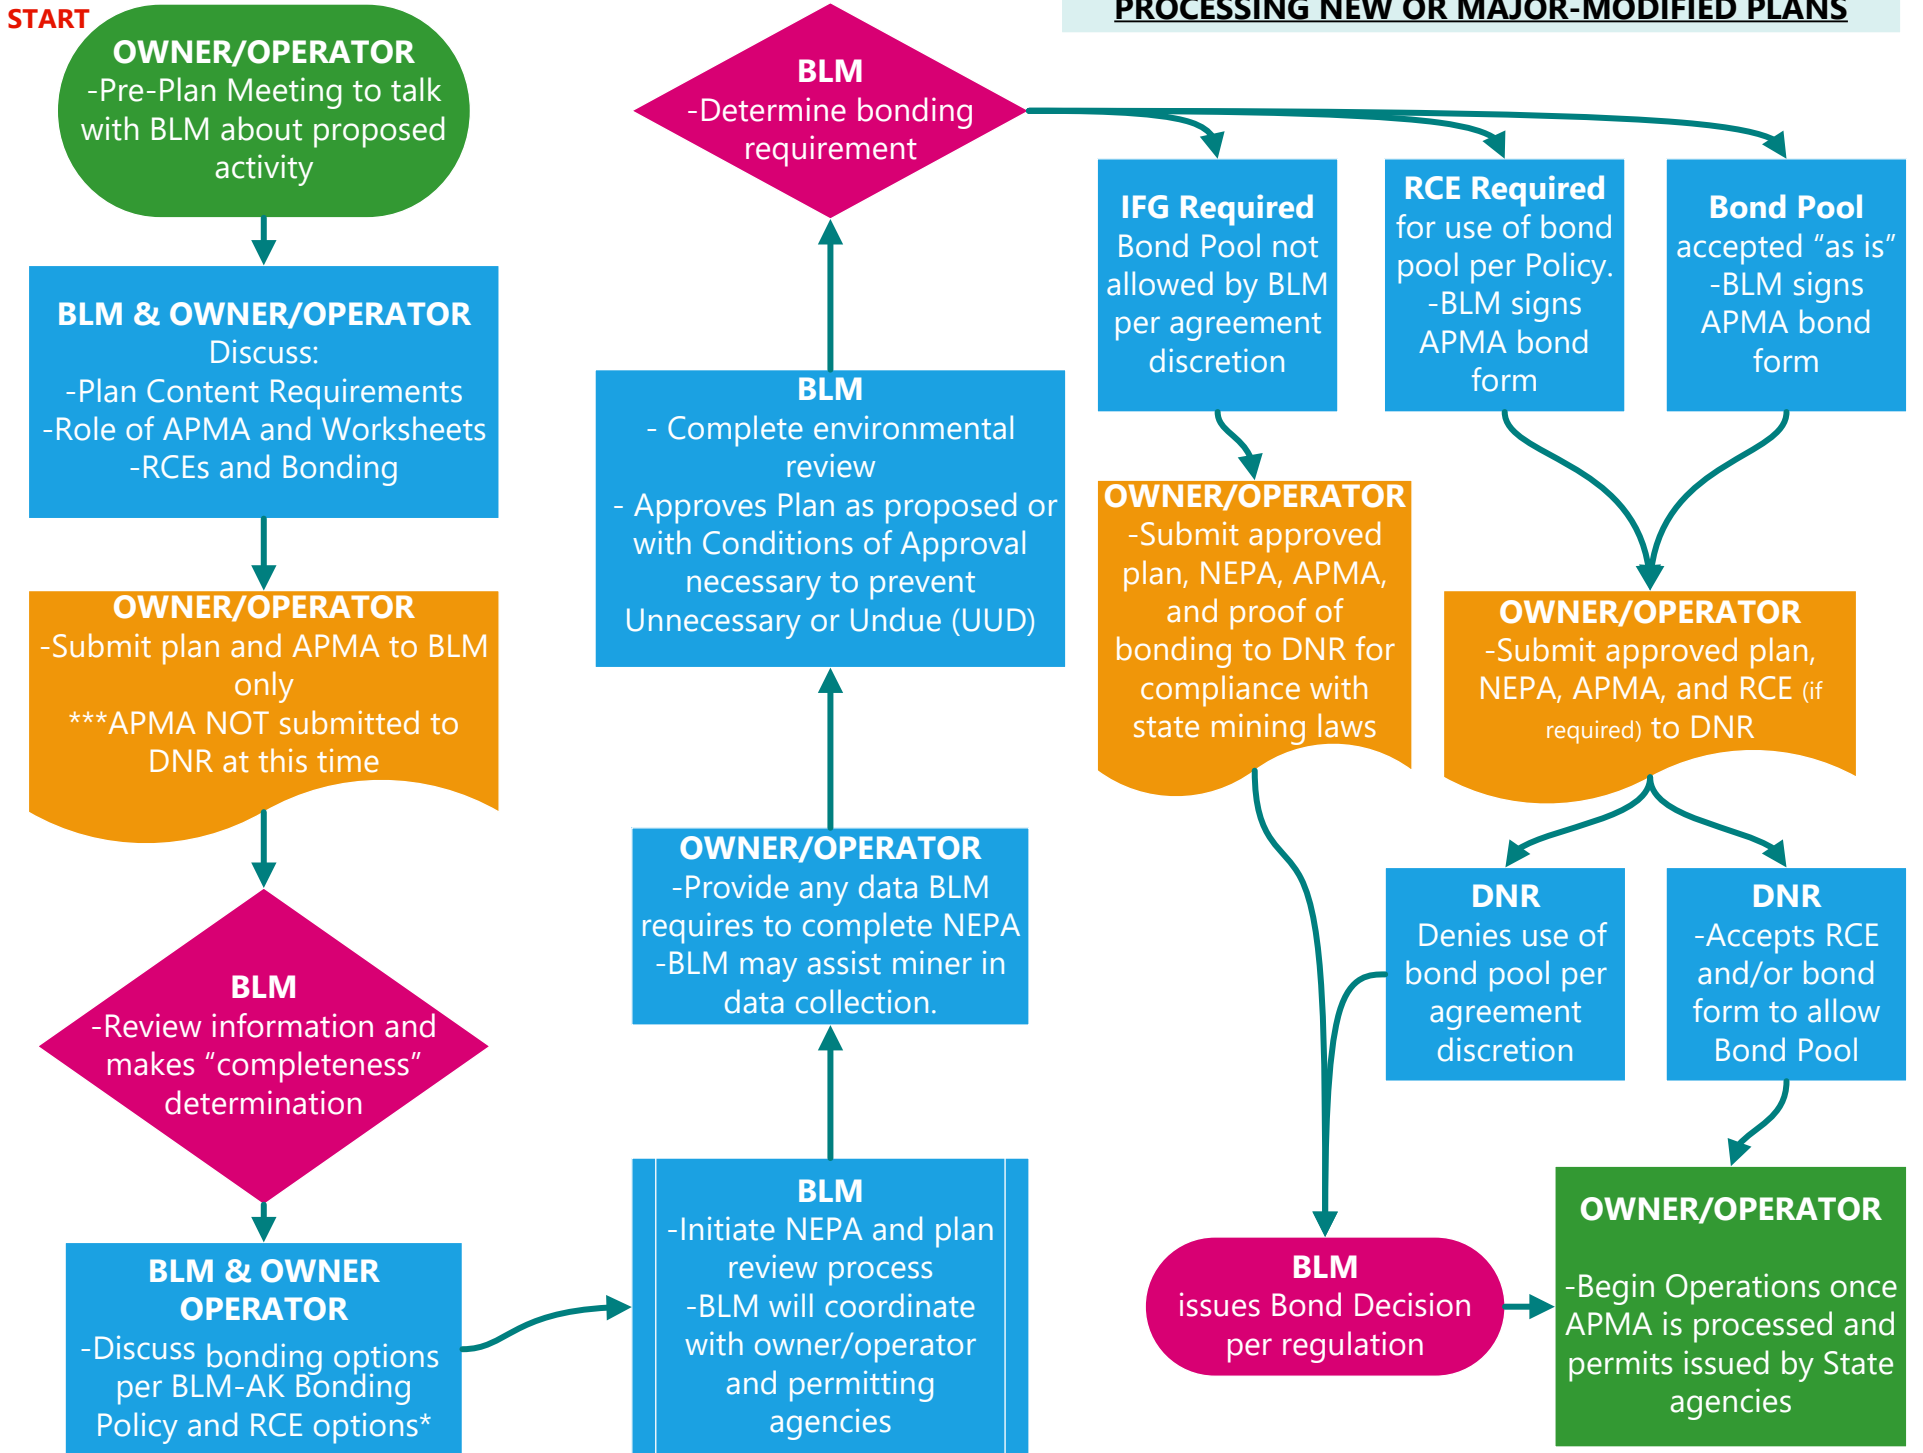 START
PROCESSING NEW OR MAJOR-MODIFIED PLANS
OWNER/OPERATOR
-Pre-Plan Meeting to talk
with BLM about proposed
activity
BLM & OWNER/OPERATOR
Discuss:
-Plan Content Requirements
-Role of APMA and Worksheets
-RCEs and Bonding
OWNER/OPERATOR
-Submit plan and APMA to BLM
only
***APMA NOT submitted to
DNR at this time
BLM
-Review information and
makes “completeness”
determination
BLM & OWNER
OPERATOR
-Discuss bonding options
per BLM-AK Bonding
Policy and RCE options*
BLM
-Initiate NEPA and plan
review process
-BLM will coordinate
with owner/operator
and permitting
agencies
OWNER/OPERATOR
-Provide any data BLM
requires to complete NEPA
-BLM may assist miner in
data collection.
BLM
- Complete environmental
review
- Approves Plan as proposed or
with Conditions of Approval
necessary to prevent
Unnecessary or Undue (UUD)
BLM
-Determine bonding
requirement
IFG Required
Bond Pool not
allowed by BLM
per agreement
discretion
RCE Required
for use of bond
pool per Policy.
-BLM signs
APMA bond
form
Bond Pool
accepted “as is”
-BLM signs
APMA bond
form
OWNER/OPERATOR
-Submit approved
plan, NEPA, APMA,
and proof of
bonding to DNR for
compliance with
state mining laws
OWNER/OPERATOR
-Submit approved plan,
NEPA, APMA, and RCE (if
required) to DNR
DNR
Denies use of
bond pool per
agreement
discretion
DNR
-Accepts RCE
and/or bond
form to allow
Bond Pool
BLM
issues Bond Decision
per regulation
OWNER/OPERATOR
-Begin Operations once
APMA is processed and
permits issued by State
agencies